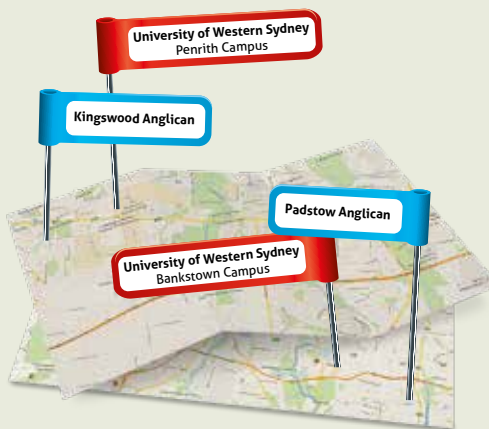 University of Western Sydney
Penrith Campus
Kingswood Anglican
Padstow Anglican
University of Western Sydney
Bankstown Campus